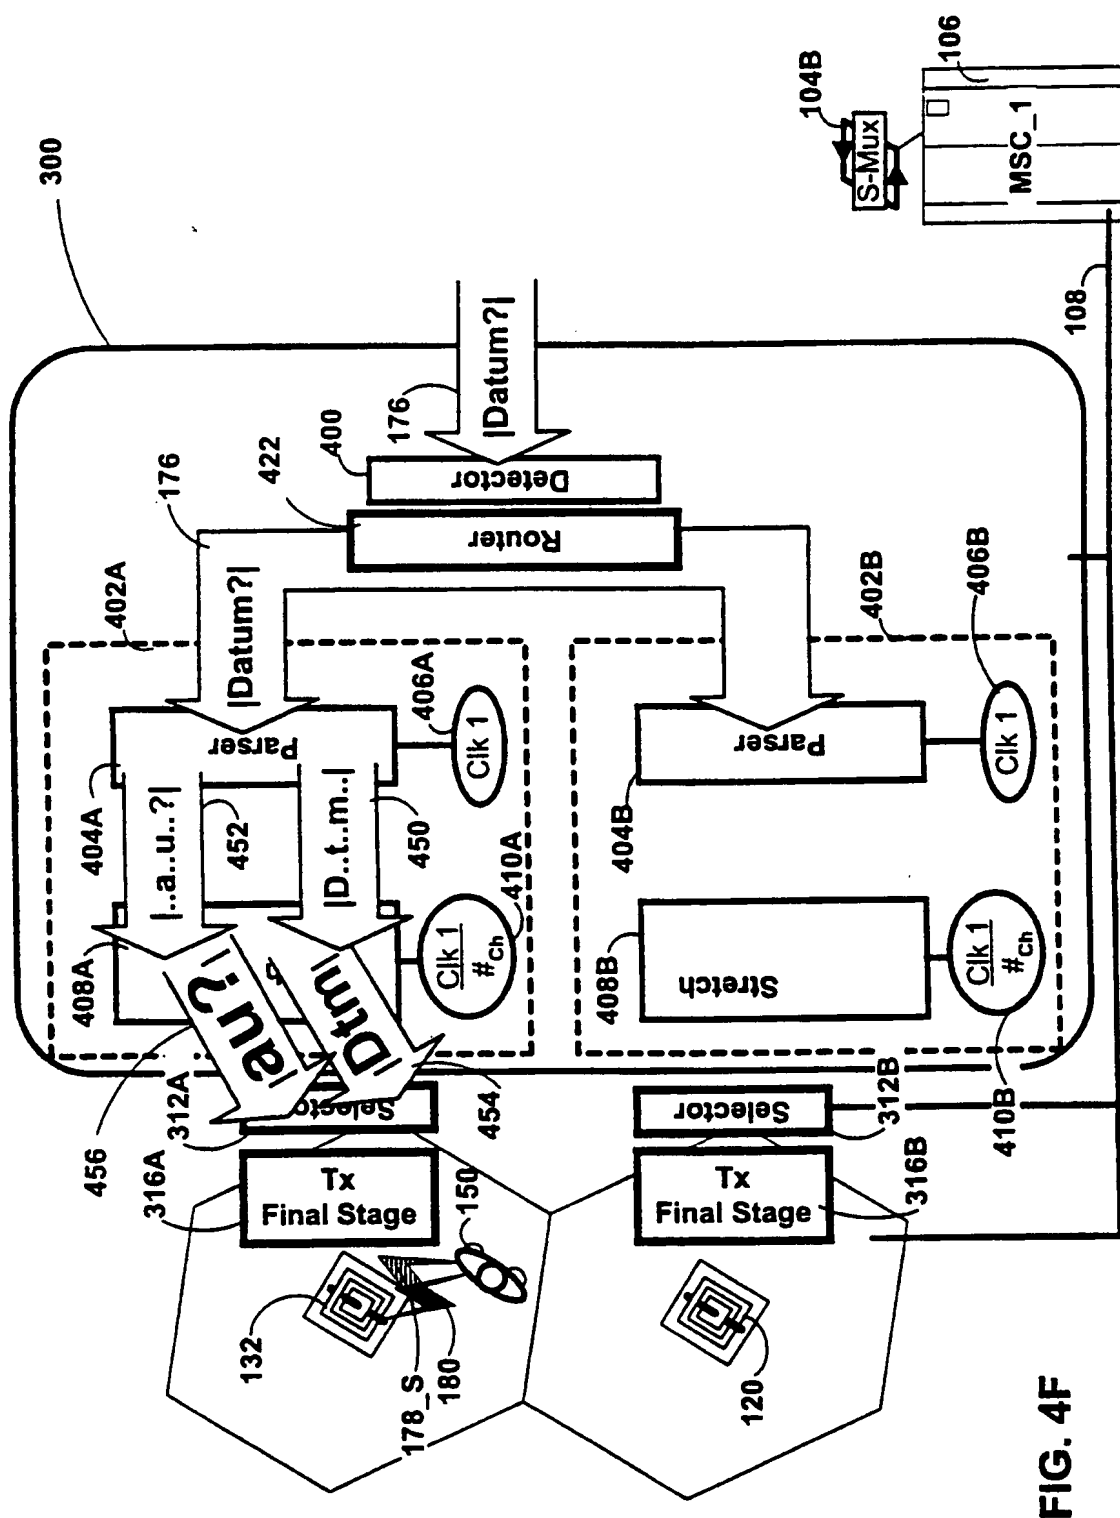 300
104B
S-Mux
106
MSC_1
108
176
|Datum?|
400
Detector
422
Router
176
|Datum?|
402A
402B
406B
Clk 1
406A
Clk 1
Parser
Parser
404A
404B
|..a..u..?|
452
|D..t..m..|
450
410A
Clk 1
#Ch
Clk 1
#Ch
408A
408B
Stretch
|au?|
|Dtm|
456
312A
Selector
454
Selector
312B
410B
316A
Tx
Final Stage
Tx
Final Stage
316B
150
132
178_S
180
120
FIG. 4F